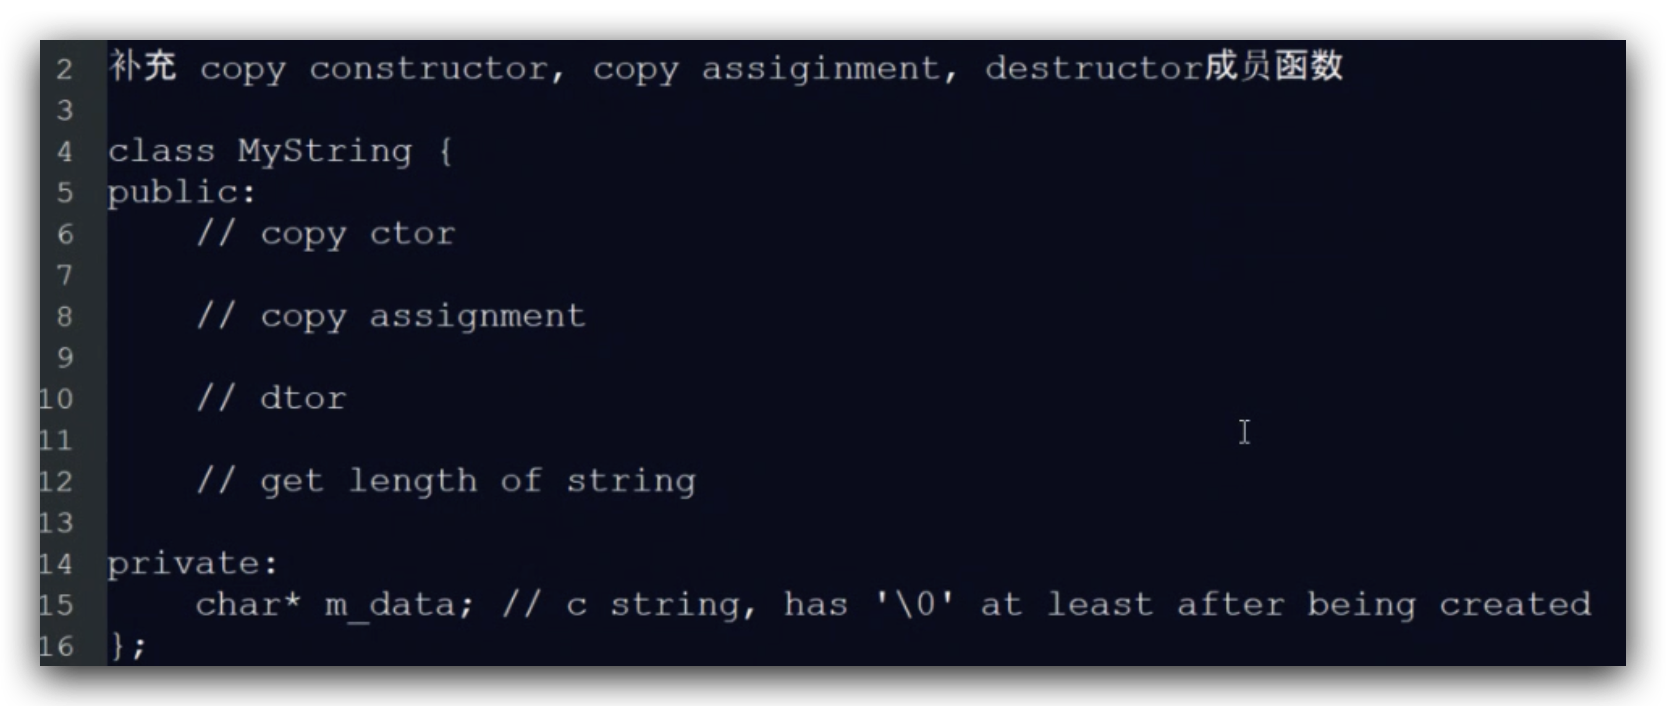 2 补充 copy constructor, copy assiginment, destructor成员函数
3
4 class MyString {
5 public:
6     // copy ctor
7
8     // copy assignment
9
10     // dtor
11
12     // get length of string
13
14 private:
15     char* m_data; // c string, has '\0' at least after being created
16 };